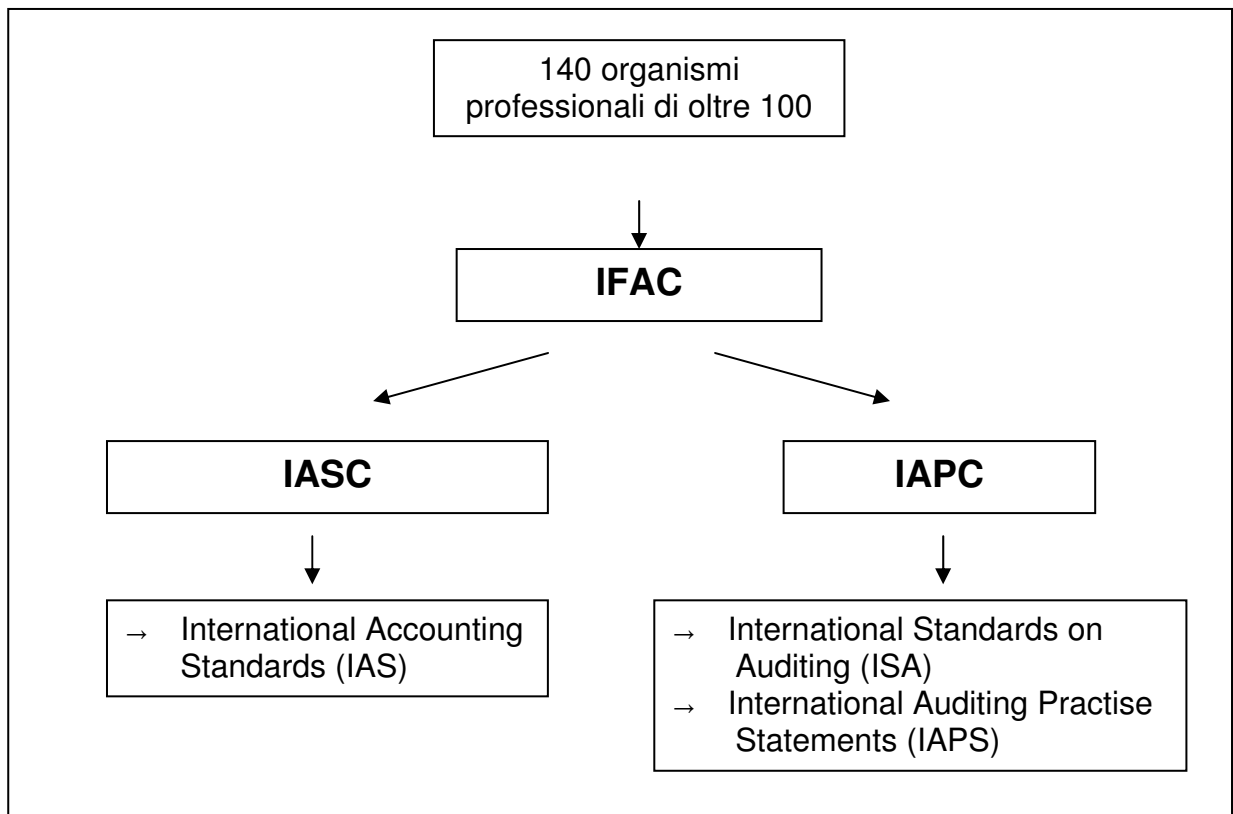 140 organismi
professionali di oltre 100
IFAC
IASC
IAPC
→ International Accounting
Standards (IAS)
→ International Standards on
Auditing (ISA)
→ International Auditing Practise
Statements (IAPS)